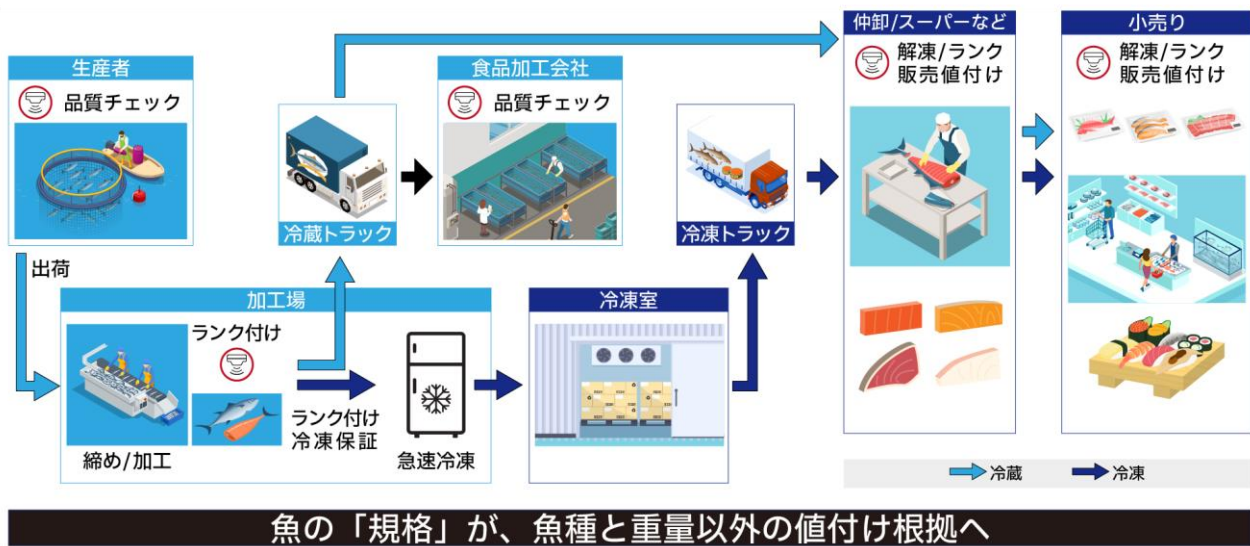 生産者
品質チェック
出荷
加工場
ランク付け
締め/加工
ランク付け
冷凍保証
急速冷凍
冷蔵トラック
食品加工会社
品質チェック
冷凍室
冷凍トラック
仲卸/スーパーなど
解凍/ランク
販売値付け
小売り
解凍/ランク
販売値付け
冷蔵
冷凍
魚の「規格」が、魚種と重量以外の値付け根拠へ